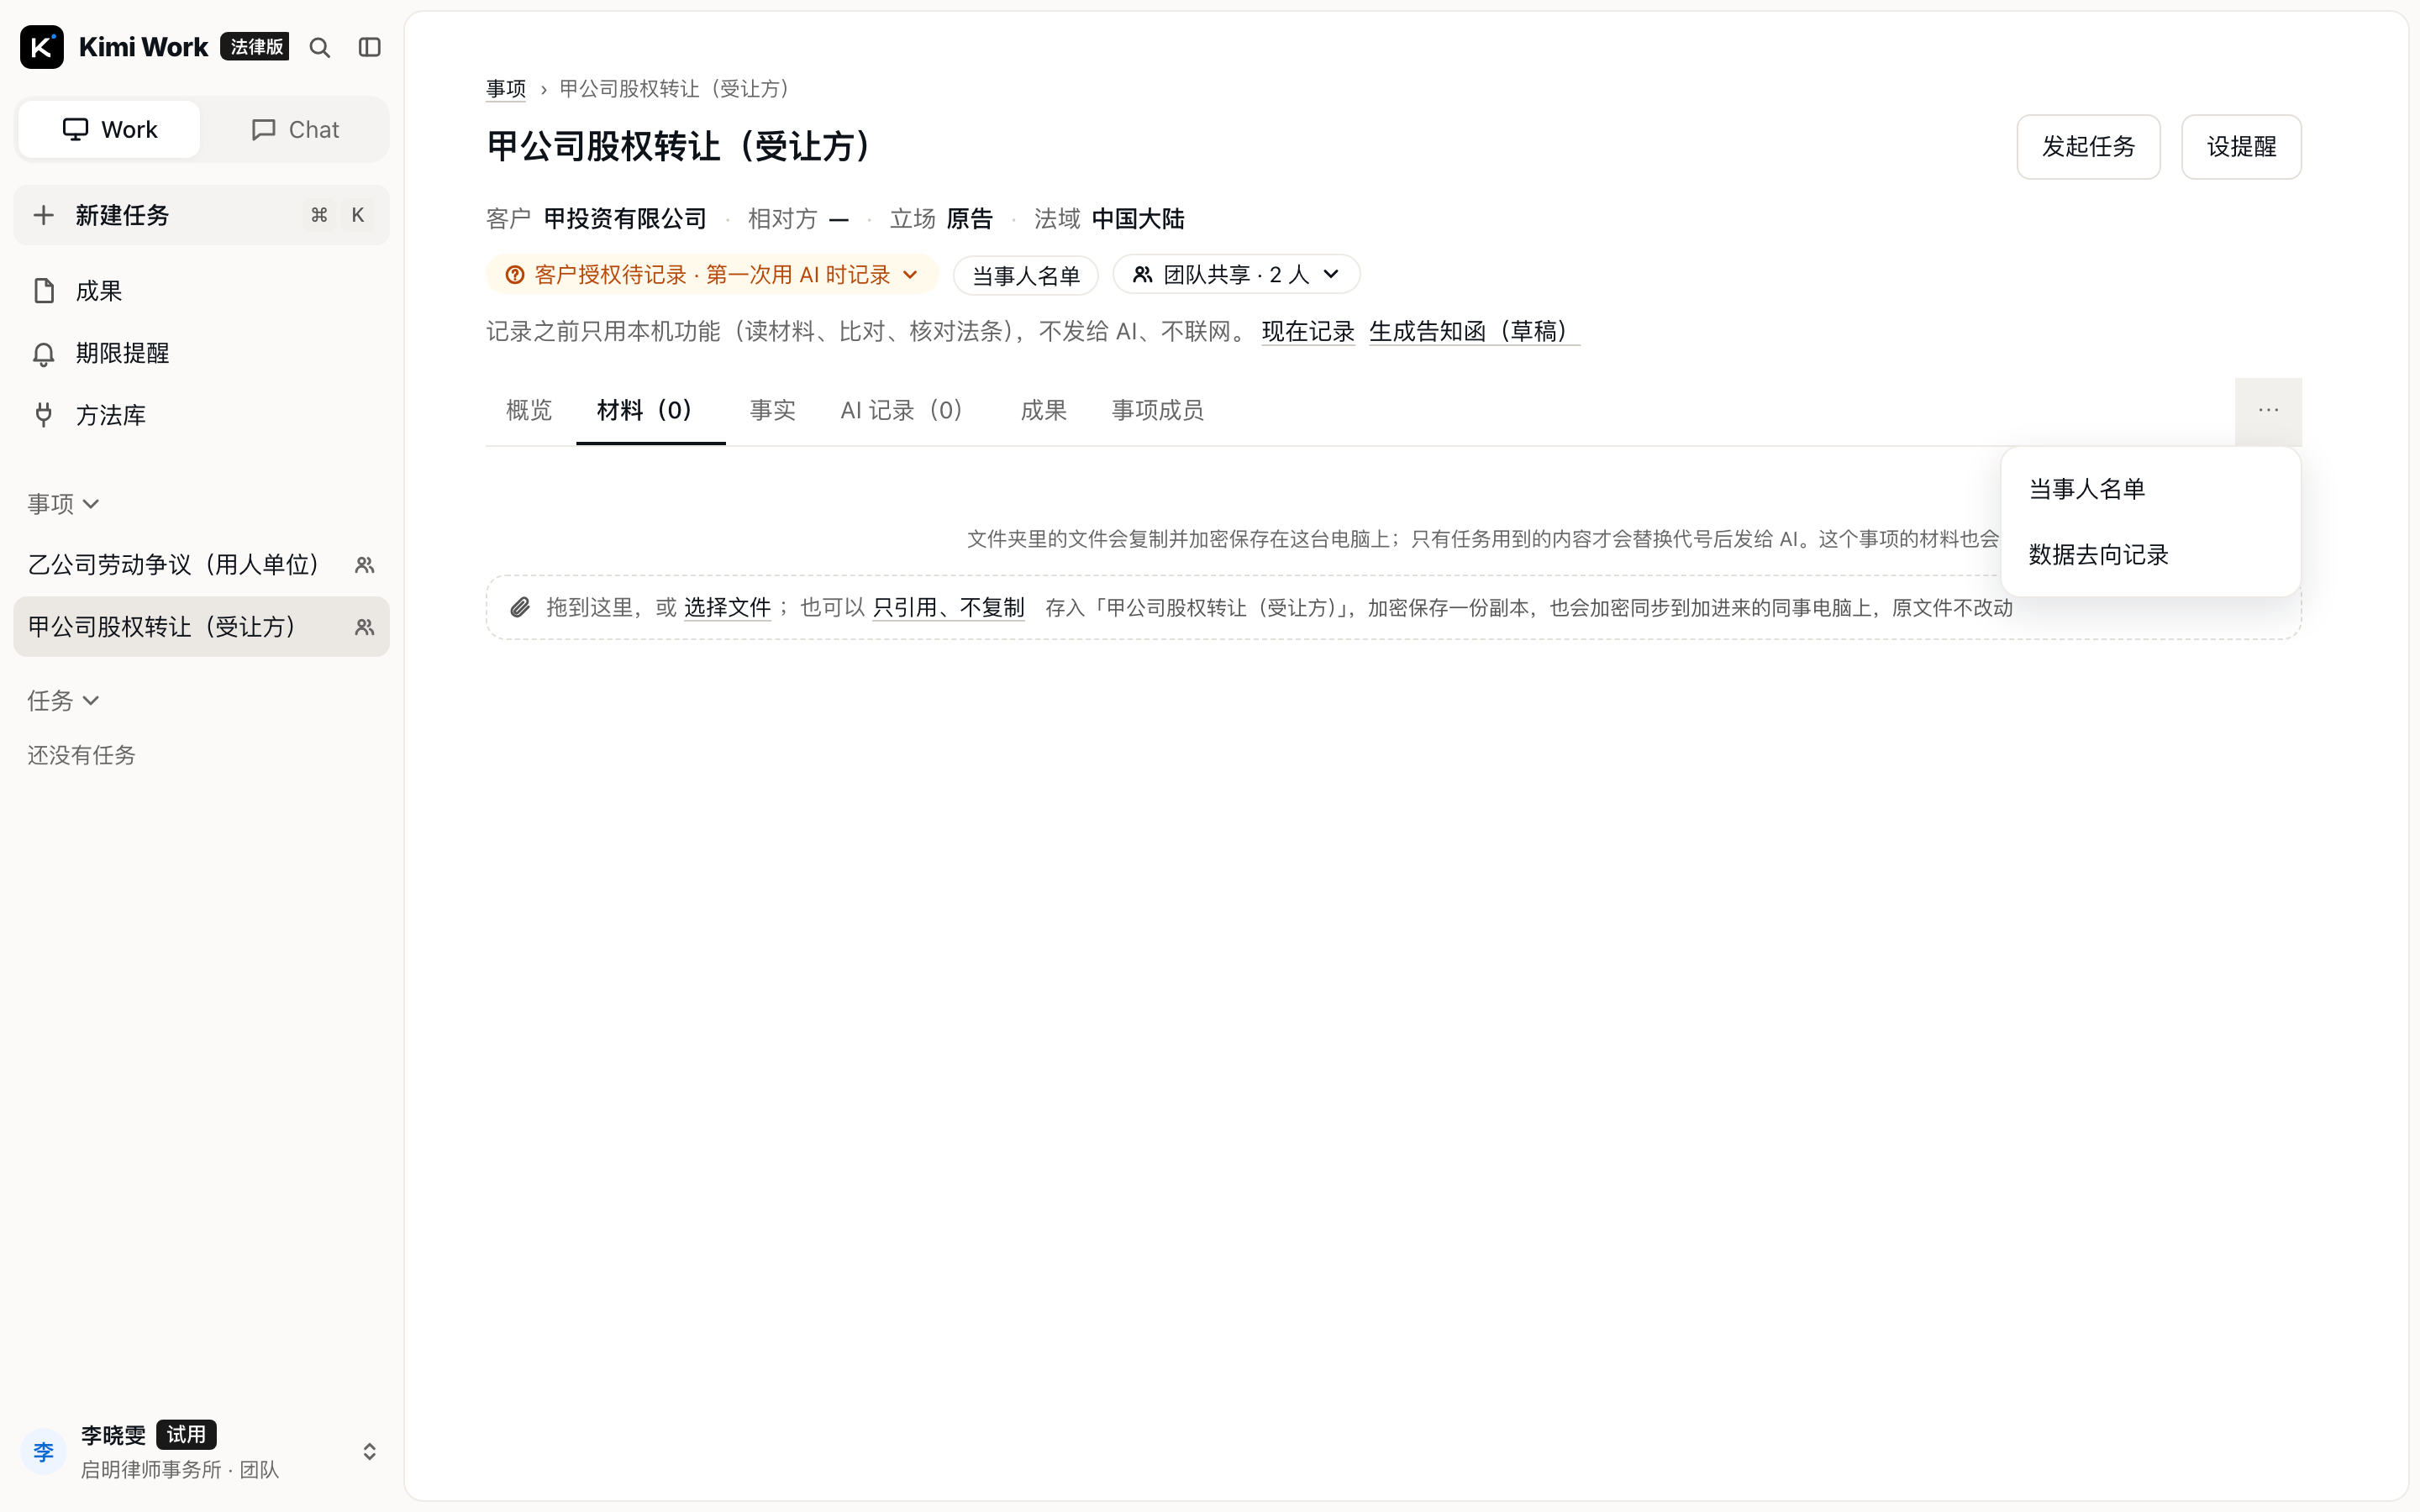 Kimi Work 法律版
Work Chat
新建任务 ⌘ K
成果
期限提醒
方法库
事项
乙公司劳动争议（用人单位）
甲公司股权转让（受让方）
任务
还没有任务
李 李晓雯 试用
启明律师事务所 · 团队
事项 › 甲公司股权转让（受让方）
甲公司股权转让（受让方）
发起任务 设提醒
客户 甲投资有限公司 · 相对方 — · 立场 原告 · 法域 中国大陆
客户授权待记录 · 第一次用 AI 时记录 当事人名单 团队共享 · 2 人
记录之前只用本机功能（读材料、比对、核对法条），不发给 AI、不联网。 现在记录 生成告知函（草稿）
概览 材料（0） 事实 AI 记录（0） 成果 事项成员 ···
当事人名单
数据去向记录
文件夹里的文件会复制并加密保存在这台电脑上；只有任务用到的内容才会替换代号后发给 AI。这个事项的材料也会
拖到这里，或 选择文件 ；也可以 只引用、不复制 存入「甲公司股权转让（受让方）」，加密保存一份副本，也会加密同步到加进来的同事电脑上，原文件不改动